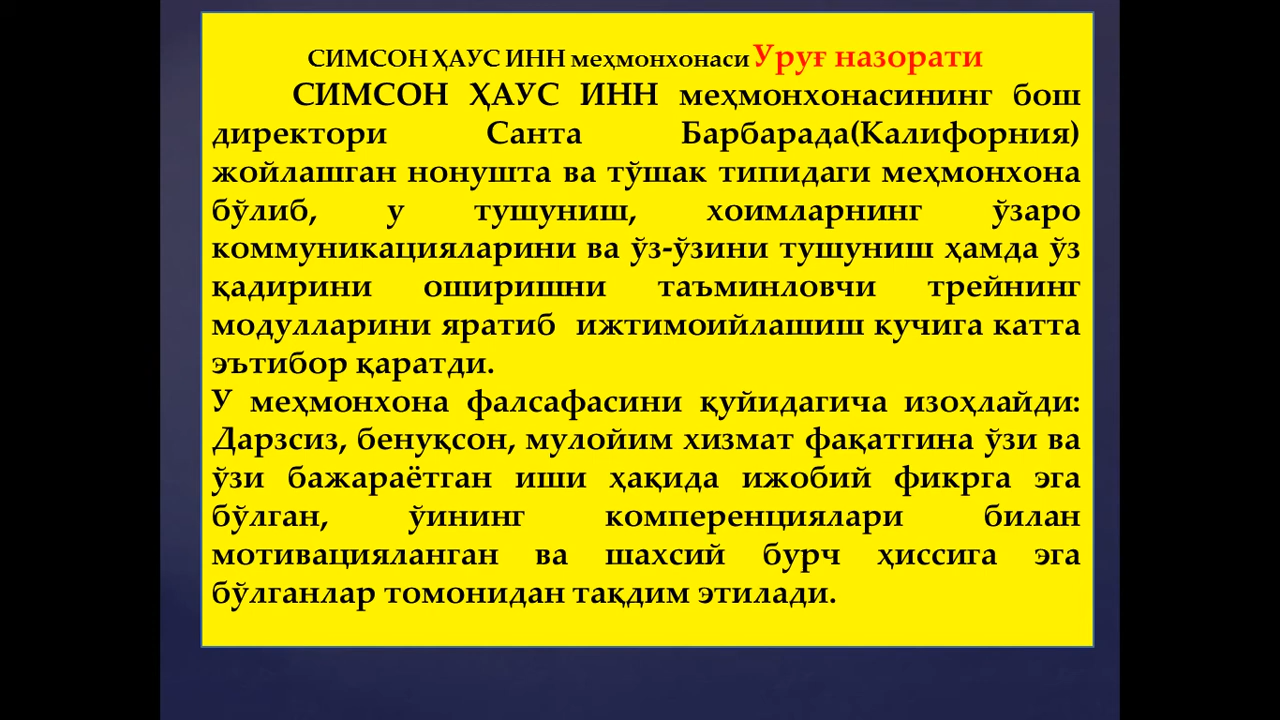 СИМСОН ҲАУС ИНН меҳмонхонаси Уруғ назорати
СИМСОН ҲАУС ИНН меҳмонхонасининг бош
директори Санта Барбарада(Калифорния)
жойлашган нонушта ва тўшак типидаги меҳмонхона
бўлиб, у тушуниш, хоимларнинг ўзаро
коммуникацияларини ва ўз-ўзини тушуниш ҳамда ўз
қадирини оширишни таъминловчи трейнинг
модулларини яратиб ижтимоийлашиш кучига катта
эътибор қаратди.
У меҳмонхона фалсафасини қуйидагича изоҳлайди:
Дарзсиз, бенуқсон, мулойим хизмат фақатгина ўзи ва
ўзи бажараётган иши ҳақида ижобий фикрга эга
бўлган, ўининг комперенциялари билан
мотивацияланган ва шахсий бурч ҳиссига эга
бўлганлар томонидан тақдим этилади.